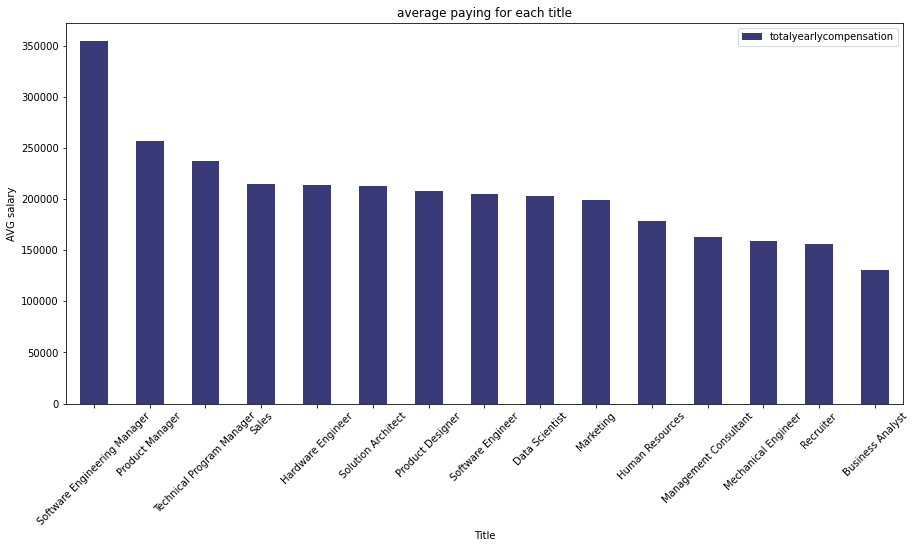 average paying for each title
totalyearlycompensation
AVG salary
350000
300000
250000
200000
150000
100000
50000
0
Software Engineering Manager
Product Manager
Technical Program Manager
Sales
Hardware Engineer
Solution Architect
Product Designer
Software Engineer
Data Scientist
Marketing
Human Resources
Management Consultant
Mechanical Engineer
Recruiter
Business Analyst
Title